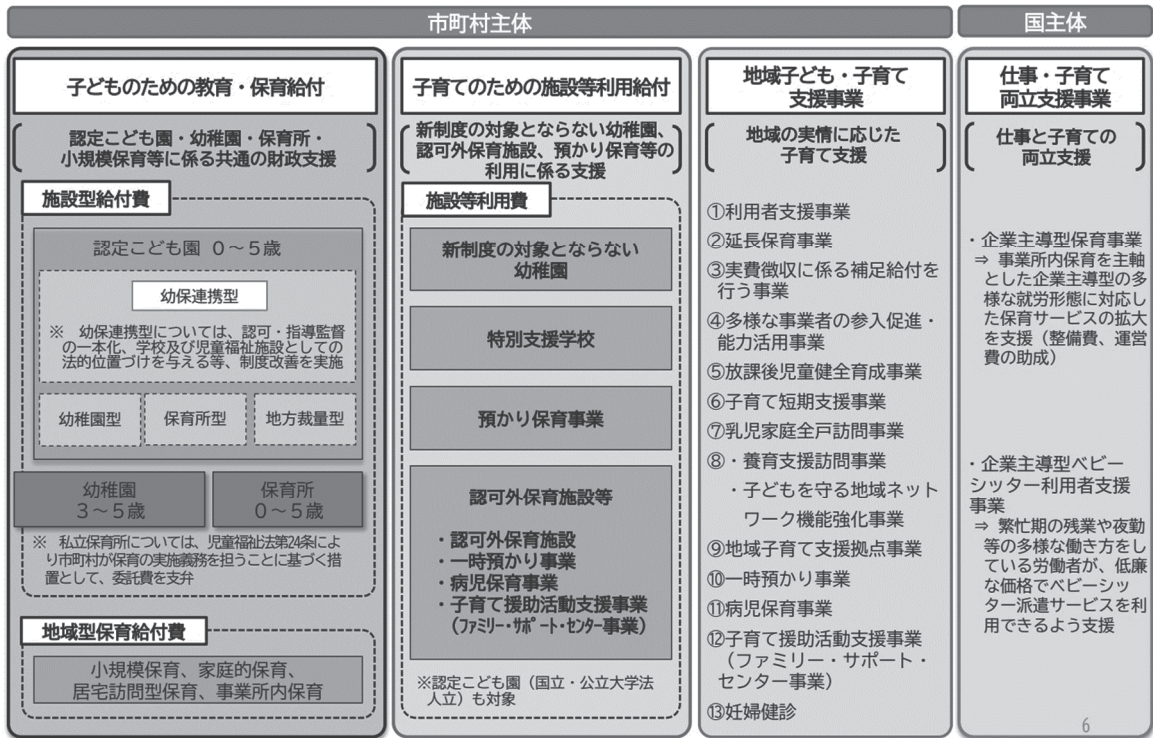 市町村主体
国主体
子どものための教育・保育給付
認定こども園・幼稚園・保育所・
小規模保育等に係る共通の財政支援
施設型給付費
認定こども園 0～5歳
幼保連携型
※ 幼保連携型については、認可・指導監督
の一本化、学校及び児童福祉施設としての
法的位置づけを与える等、制度改善を実施
幼稚園型
保育所型
地方裁量型
幼稚園
3～5歳
保育所
0～5歳
※ 私立保育所については、児童福祉法第24条によ
り市町村が保育の実施義務を担うことに基づく措
置として、委託費を支弁
地域型保育給付費
小規模保育、家庭的保育、
居宅訪問型保育、事業所内保育
子育てのための施設等利用給付
新制度の対象とならない幼稚園、
認可外保育施設、預かり保育等の
利用に係る支援
施設等利用費
新制度の対象とならない
幼稚園
特別支援学校
預かり保育事業
認可外保育施設等
・認可外保育施設
・一時預かり事業
・病児保育事業
・子育て援助活動支援事業
（ﾌｧﾐﾘｰ・ｻﾎﾟｰﾄ・ｾﾝﾀｰ事業）
※認定こども園（国立・公立大学法
人立）も対象
地域子ども・子育て
支援事業
地域の実情に応じた
子育て支援
①利用者支援事業
②延長保育事業
③実費徴収に係る補足給付を
行う事業
④多様な事業者の参入促進・
能力活用事業
⑤放課後児童健全育成事業
⑥子育て短期支援事業
⑦乳児家庭全戸訪問事業
⑧・養育支援訪問事業
・子どもを守る地域ネット
ワーク機能強化事業
⑨地域子育て支援拠点事業
⑩一時預かり事業
⑪病児保育事業
⑫子育て援助活動支援事業
（ファミリー・サポート・
センター事業）
⑬妊婦健診
仕事・子育て
両立支援事業
仕事と子育ての
両立支援
・企業主導型保育事業
⇒ 事業所内保育を主軸
とした企業主導型の多
様な就労形態に対応し
た保育サービスの拡大
を支援（整備費、運営
費の助成）
・企業主導型ベビー
シッター利用者支援
事業
⇒ 繁忙期の残業や夜勤
等の多様な働き方をし
ている労働者が、低廉
な価格でベビーシッ
ター派遣サービスを利
用できるよう支援
6